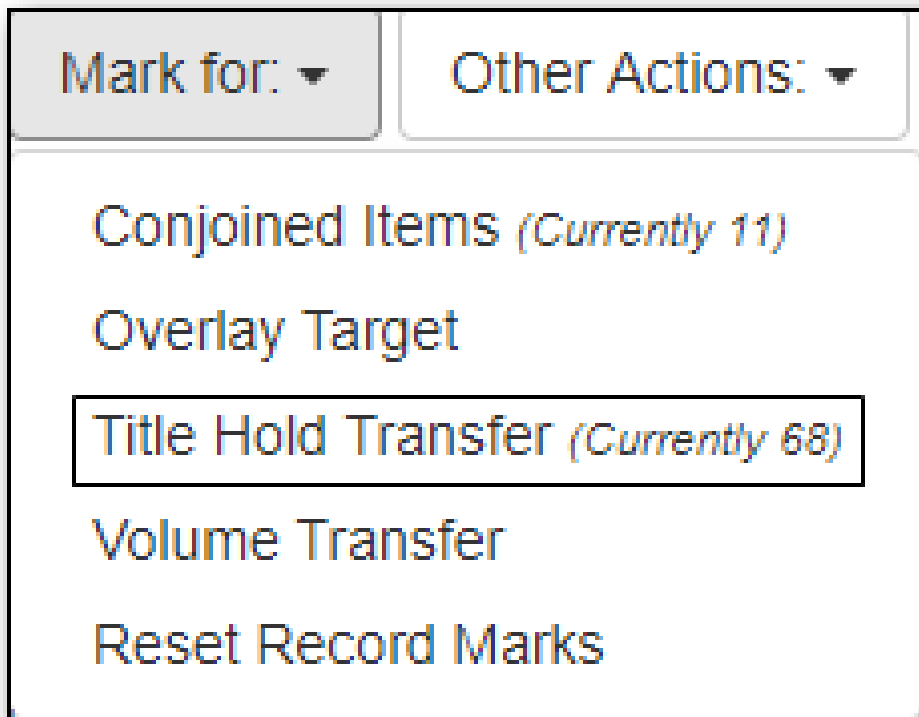 Mark for: Other Actions:
Conjoined Items (Currently 11)
Overlay Target
Title Hold Transfer (Currently 68)
Volume Transfer
Reset Record Marks